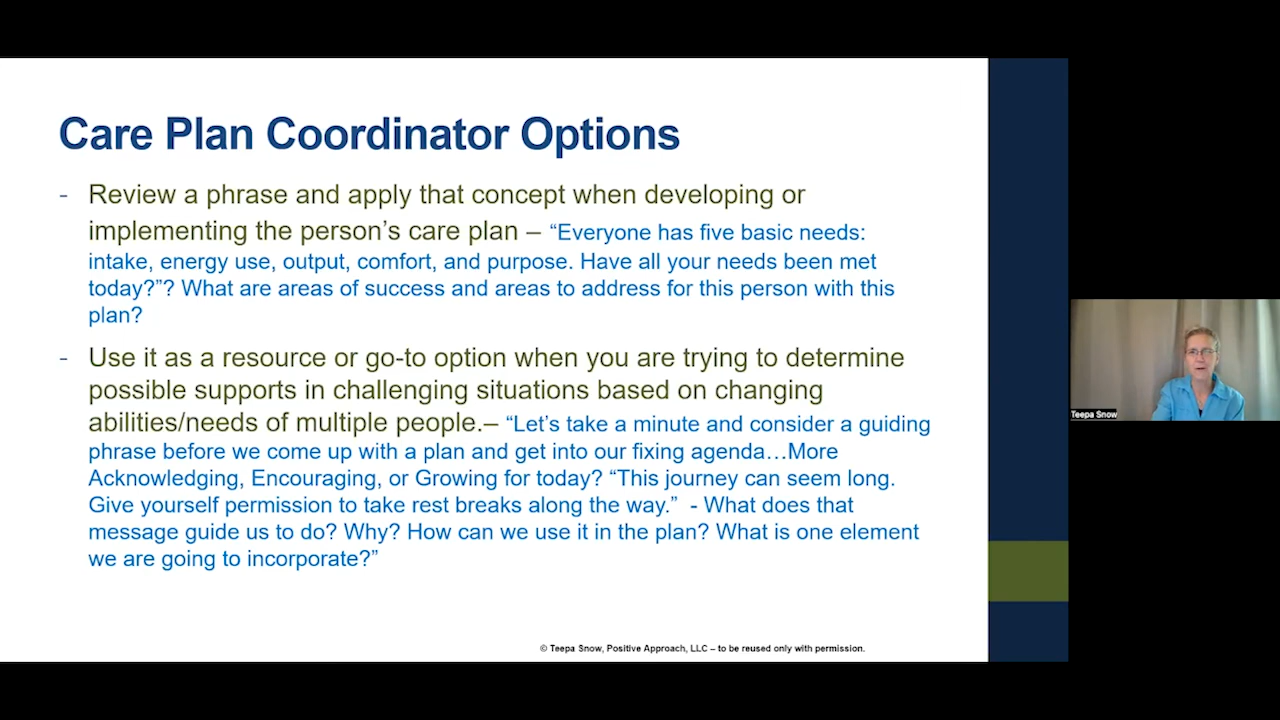 Care Plan Coordinator Options
- Review a phrase and apply that concept when developing or
implementing the person’s care plan – “Everyone has five basic needs:
intake, energy use, output, comfort, and purpose. Have all your needs been met
today?”? What are areas of success and areas to address for this person with this
plan?
- Use it as a resource or go-to option when you are trying to determine
possible supports in challenging situations based on changing
abilities/needs of multiple people.– “Let’s take a minute and consider a guiding
phrase before we come up with a plan and get into our fixing agenda…More
Acknowledging, Encouraging, or Growing for today? “This journey can seem long.
Give yourself permission to take rest breaks along the way.” - What does that
message guide us to do? Why? How can we use it in the plan? What is one element
we are going to incorporate?”
© Teepa Snow, Positive Approach, LLC – to be reused only with permission.
Teepa Snow